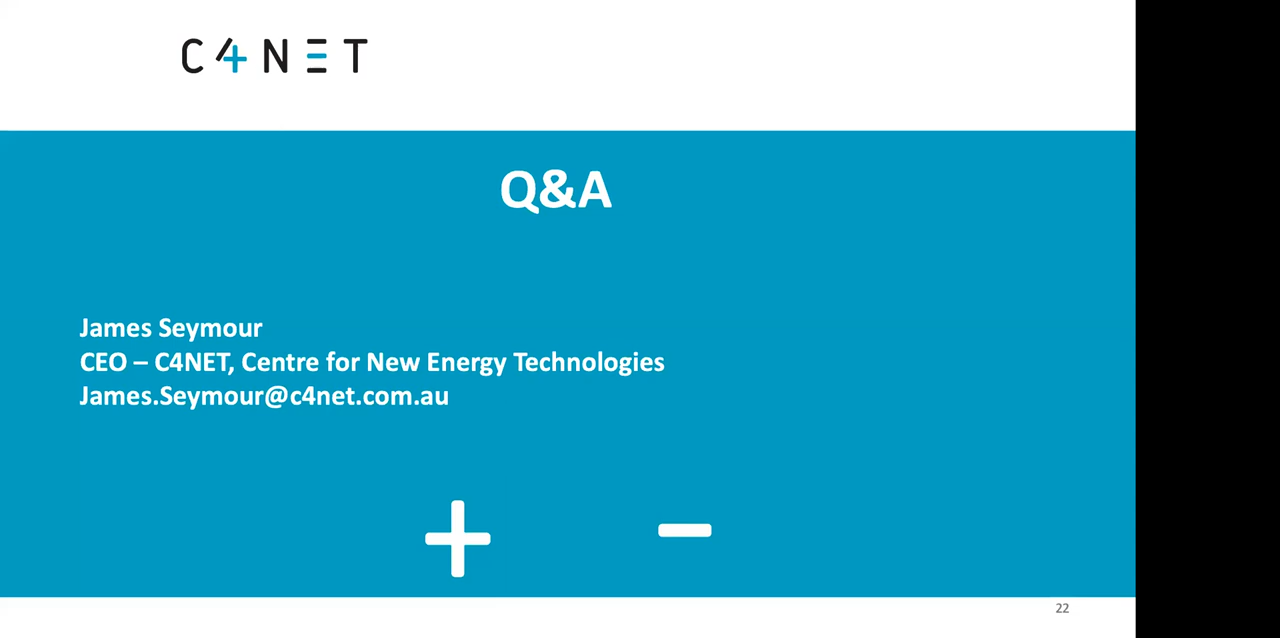 C4NET
Q&A
James Seymour
CEO – C4NET, Centre for New Energy Technologies
James.Seymour@c4net.com.au
+ –
22